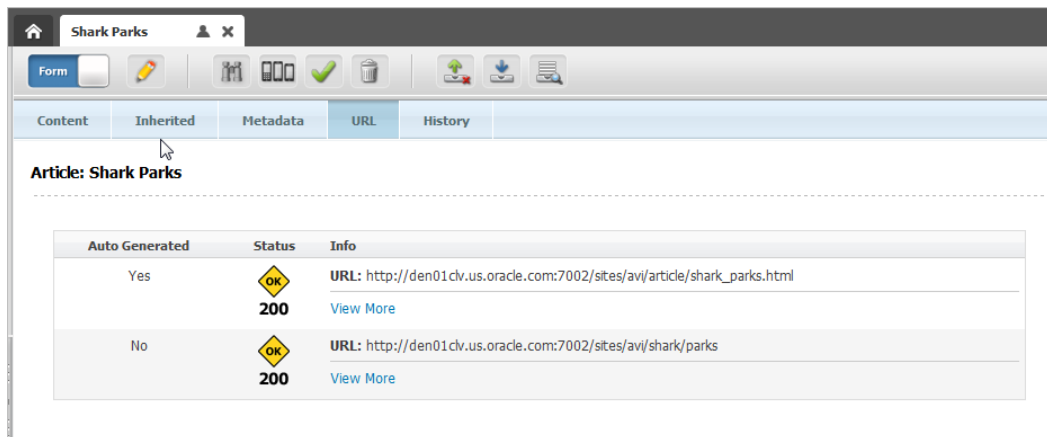 Shark Parks
Form
Content Inherited Metadata URL History
Article: Shark Parks
Auto Generated Status Info
Yes OK URL: http://den01clv.us.oracle.com:7002/sites/avi/article/shark_parks.html
200 View More
No OK URL: http://den01clv.us.oracle.com:7002/sites/avi/shark/parks
200 View More